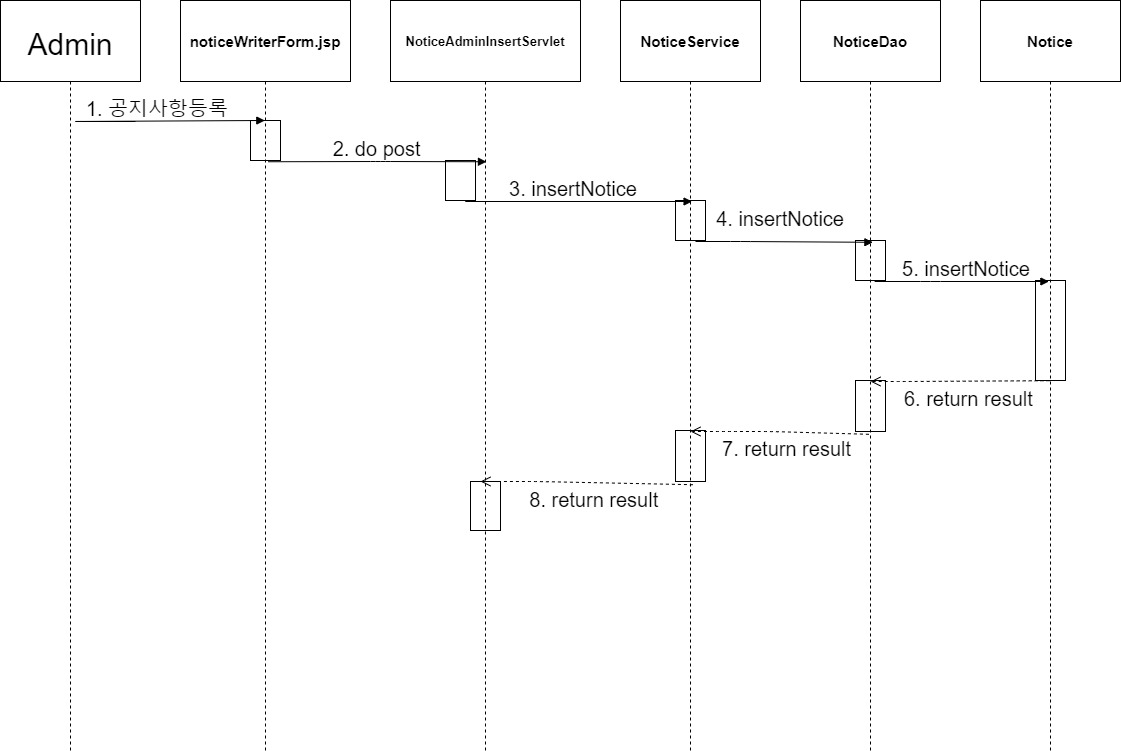 Admin
noticeWriterForm.jsp
NoticeAdminInsertServlet
NoticeService
NoticeDao
Notice
1. 공지사항등록
2. do post
3. insertNotice
4. insertNotice
5. insertNotice
6. return result
7. return result
8. return result